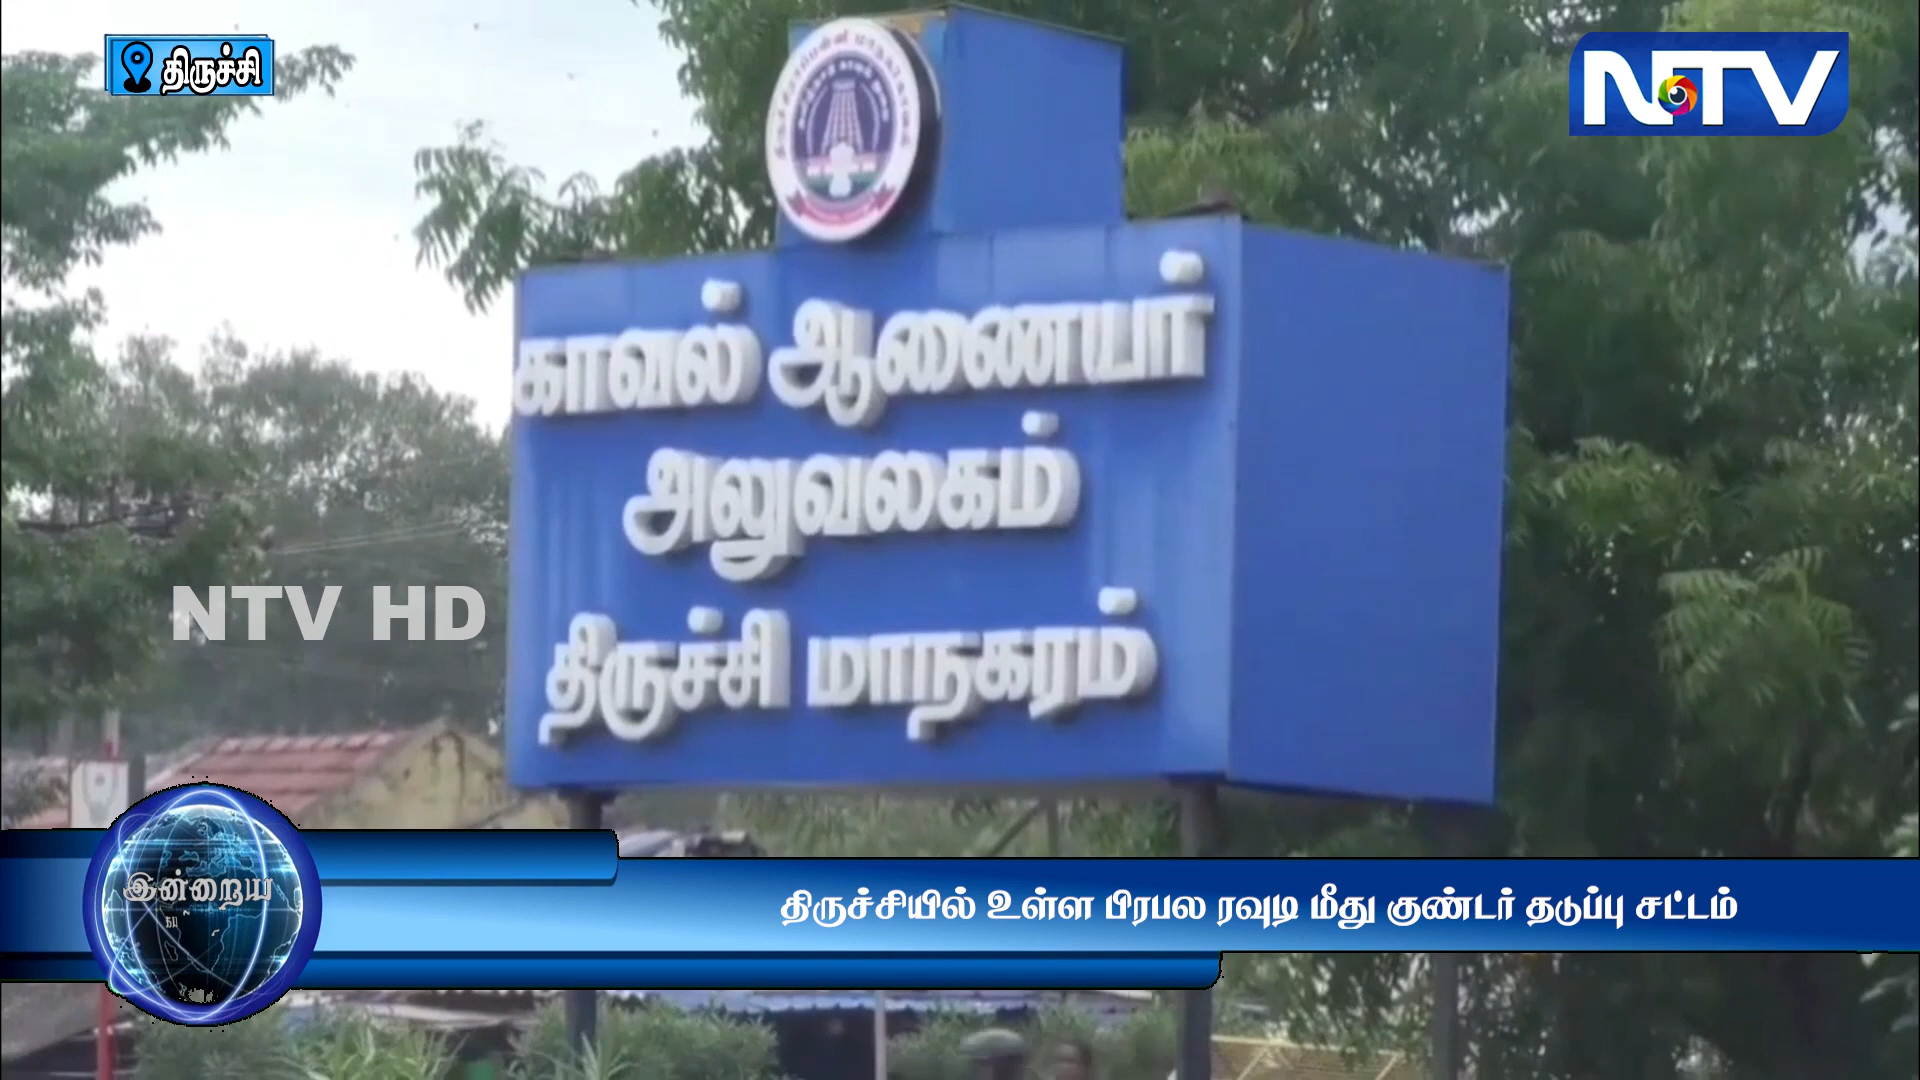 திருச்சி
NTV
காவல் ஆணையர்
அலுவலகம்
திருச்சி மாநகரம்
NTV HD
இன்றைய
திருச்சியில் உள்ள பிரபல ரவுடி மீது குண்டர் தடுப்பு சட்டம்